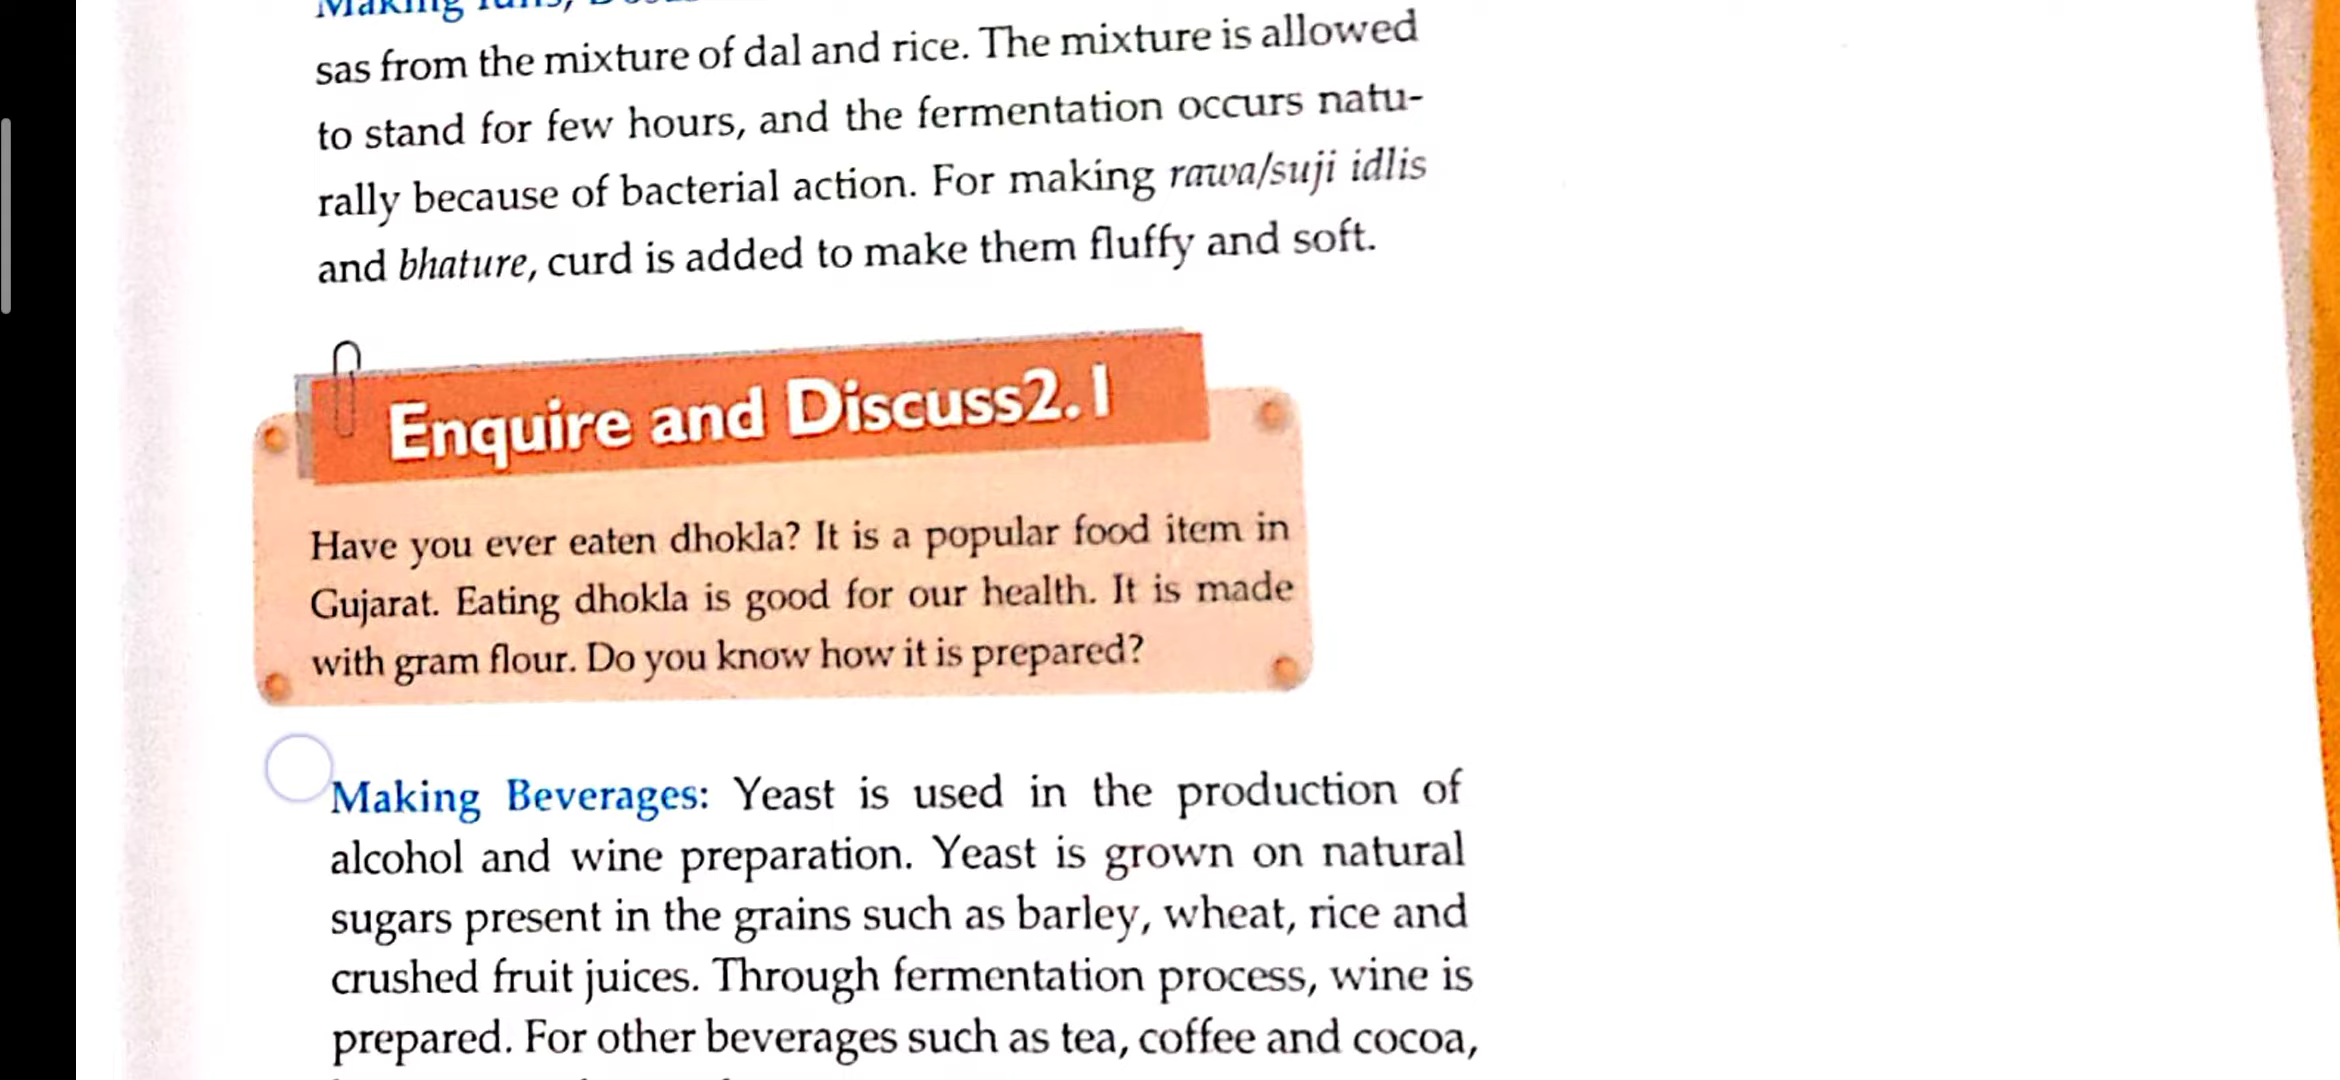 Making
sas from the mixture of dal and rice. The mixture is allowed
to stand for few hours, and the fermentation occurs natu-
rally because of bacterial action. For making rawa/suji idlis
and bhature, curd is added to make them fluffy and soft.
Enquire and Discuss2.1
Have you ever eaten dhokla? It is a popular food item in
Gujarat. Eating dhokla is good for our health. It is made
with gram flour. Do you know how it is prepared?
Making Beverages: Yeast is used in the production of
alcohol and wine preparation. Yeast is grown on natural
sugars present in the grains such as barley, wheat, rice and
crushed fruit juices. Through fermentation process, wine is
prepared. For other beverages such as tea, coffee and cocoa,